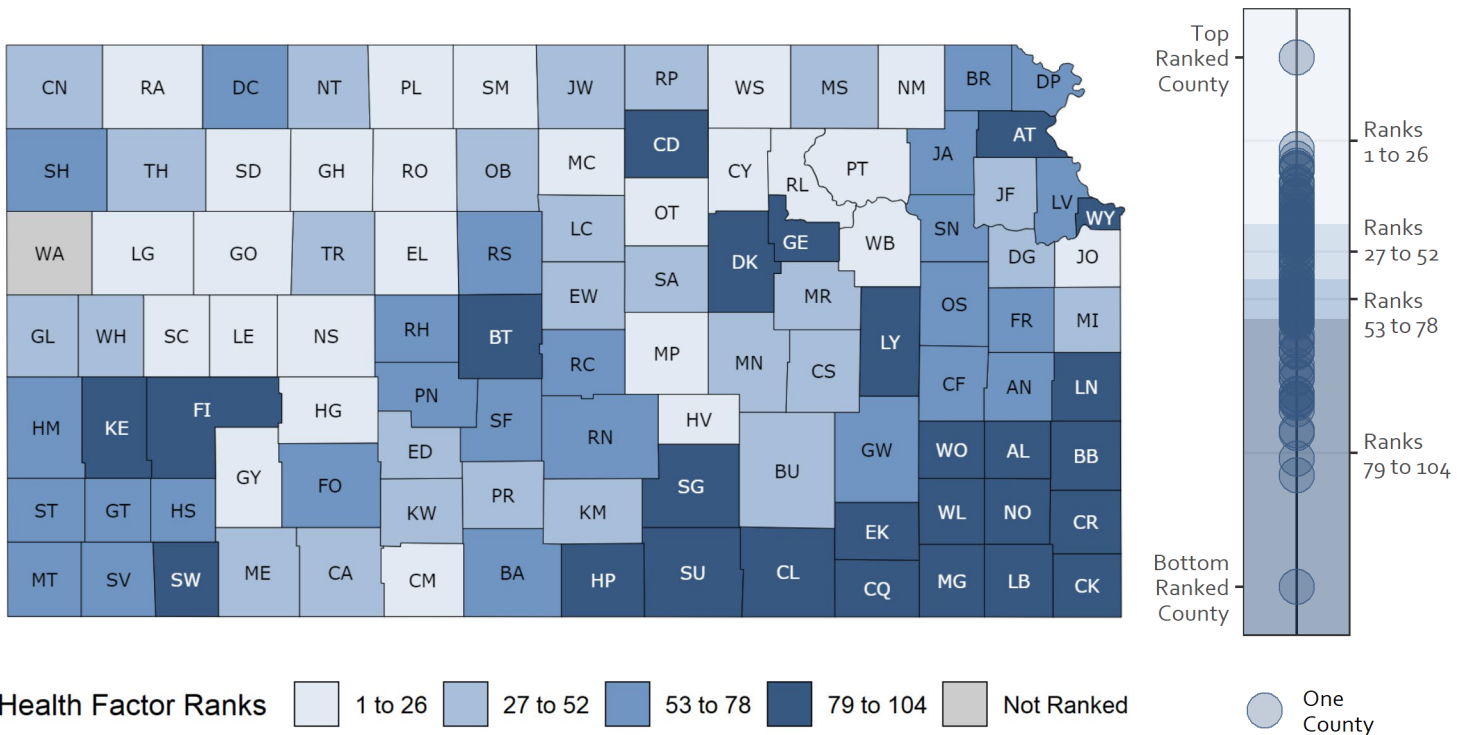 CN RA DC NT PL SM JW RP WS MS NM BR DP
SH TH SD GH RO OB MC CD CY RL PT JA AT
JF LV WY
WA LG GO TR EL RS LC OT DK GE WB SN DG JO
GL WH SC LE NS RH BT EW SA MR LY OS FR MI
RC MP MN CS
HM KE FI HG PN SF RN HV BU GW CF AN LN
GY FO ED PR KM SG WO AL BB
ST GT HS KW EK WL NO CR
MT SV SW ME CA CM BA HP SU CL CQ MG LB CK
Top
Ranked
County
Ranks
1 to 26
Ranks
27 to 52
Ranks
53 to 78
Ranks
79 to 104
Bottom
Ranked
County
Health Factor Ranks 1 to 26 27 to 52 53 to 78 79 to 104 Not Ranked
One
County